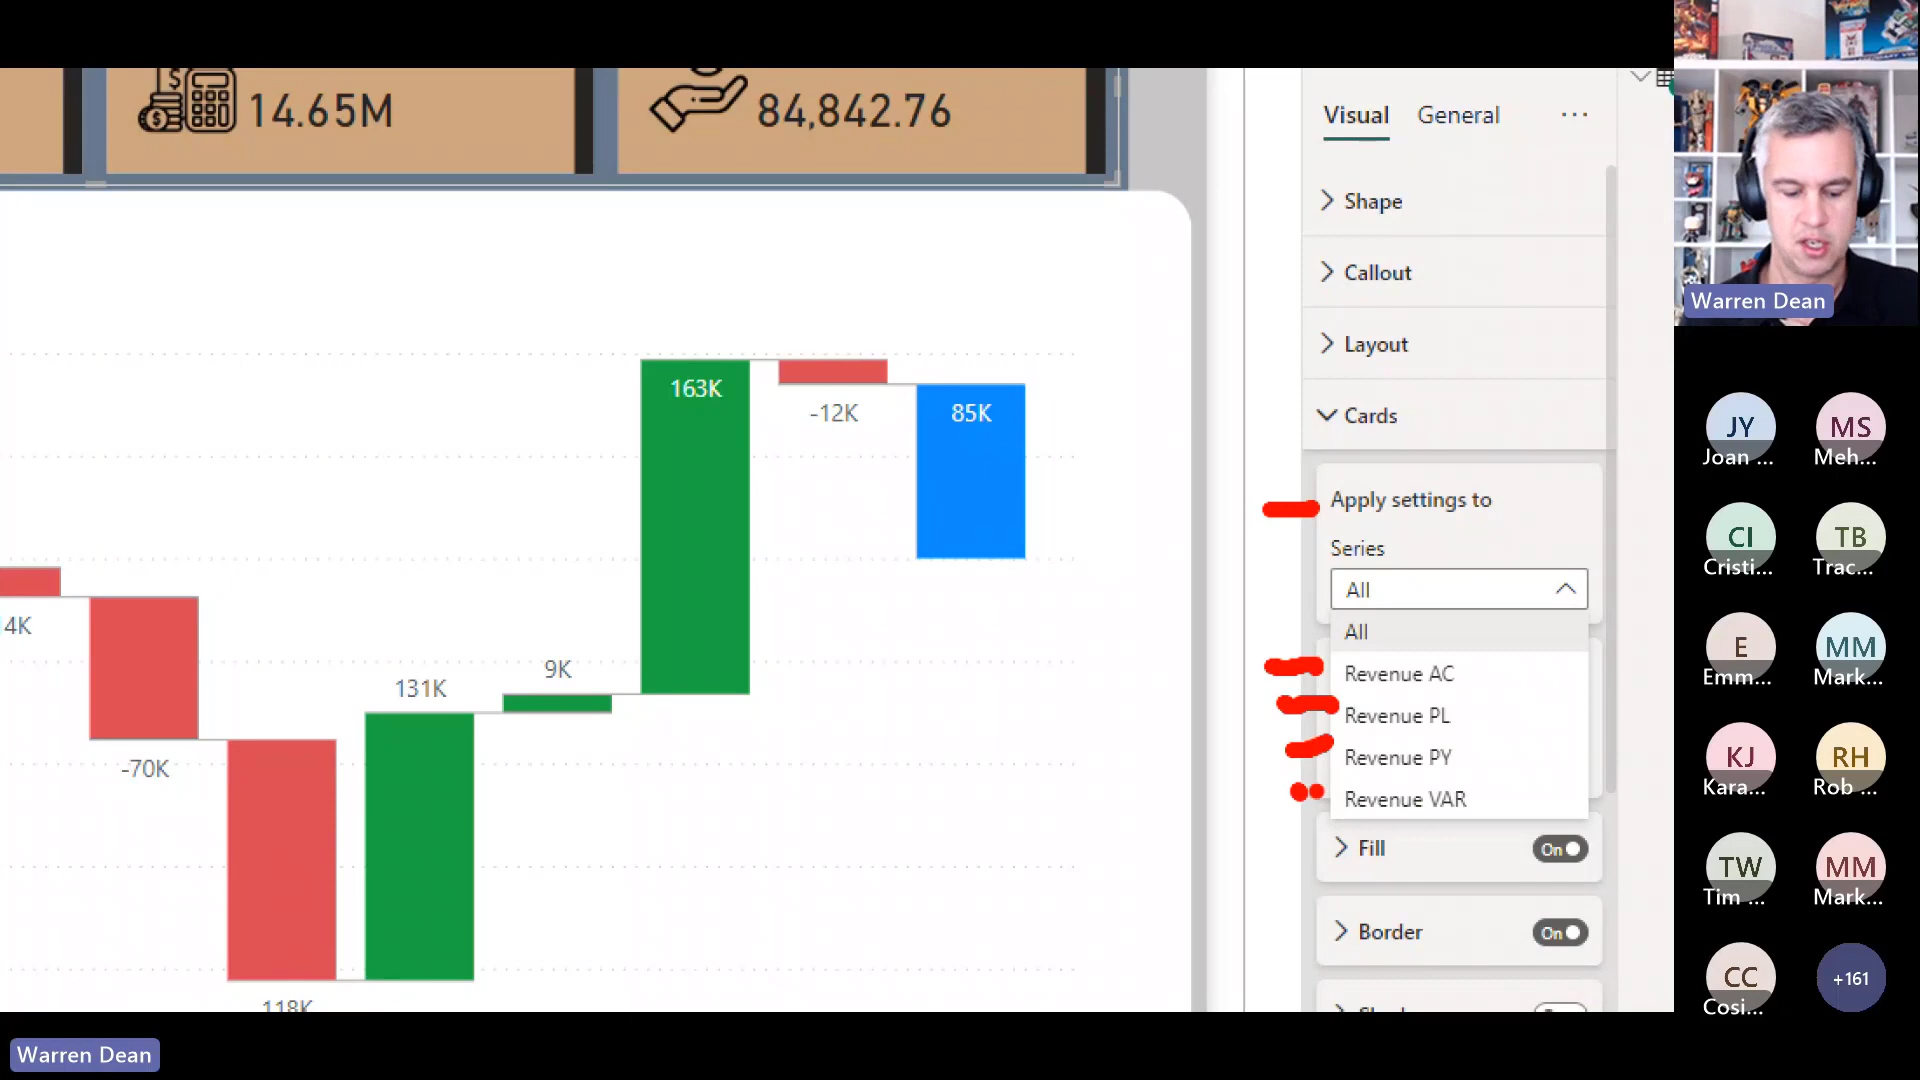 14.65M
84,842.76
Visual General ...
Shape
Callout
Layout
Cards
Apply settings to
Series
All
All
Revenue AC
Revenue PL
Revenue PY
Revenue VAR
Fill On
Border On
163K
-12K
85K
4K
-70K
131K
9K
118K
Warren Dean
JY
Joan ...
MS
Meh...
CI
Cristi...
TB
Trac...
E
Emm...
MM
Mark...
KJ
Kara...
RH
Rob ...
TW
Tim ...
MM
Mark...
CC
Cosi...
+161
Warren Dean